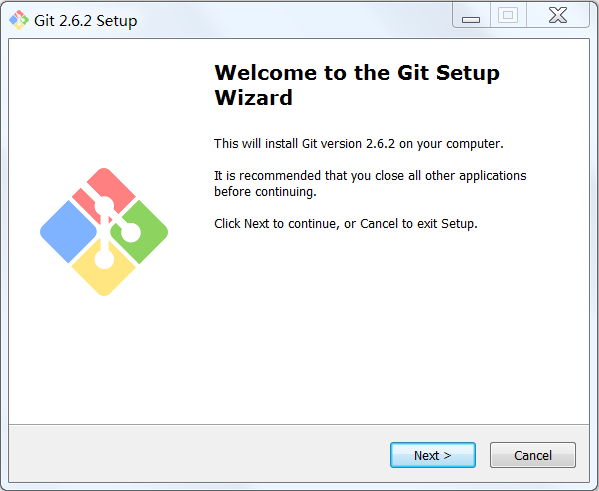 Git 2.6.2 Setup
Welcome to the Git Setup
Wizard
This will install Git version 2.6.2 on your computer.
It is recommended that you close all other applications
before continuing.
Click Next to continue, or Cancel to exit Setup.
Next >
Cancel